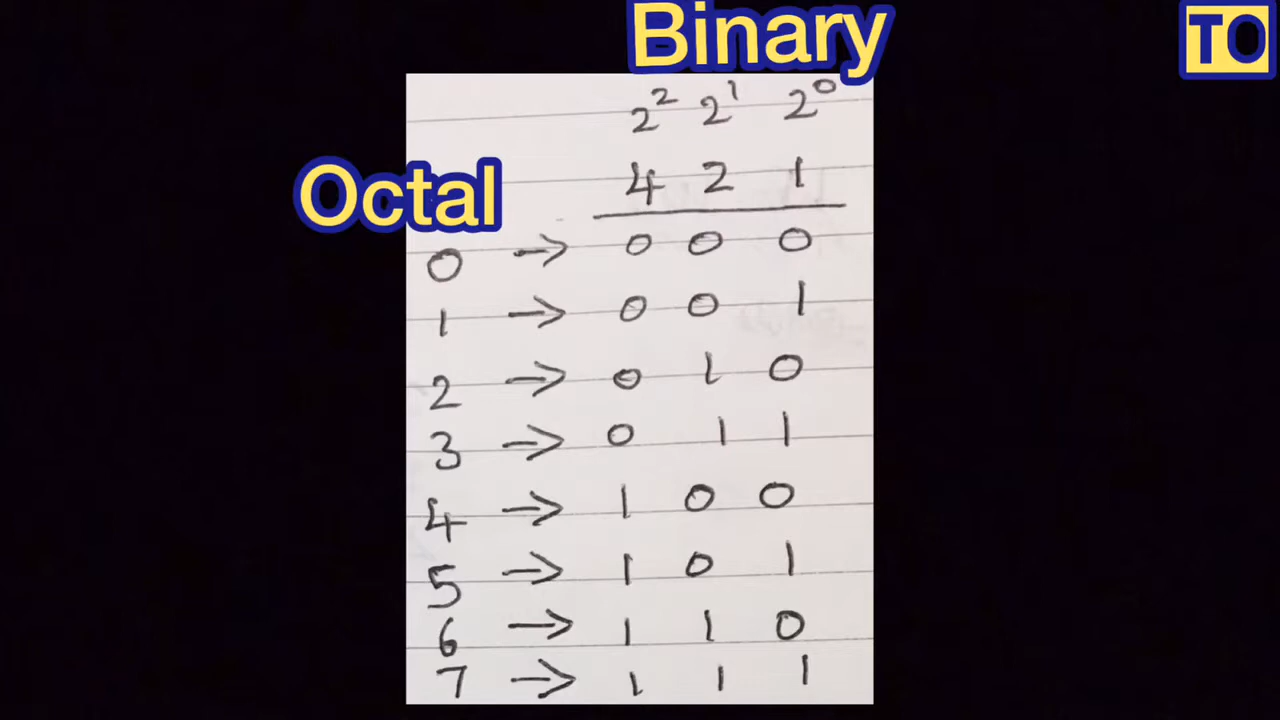 Binary
TO
2² 2¹ 2⁰
4 2 1
Octal
0 → 0 0 0
1 → 0 0 1
2 → 0 1 0
3 → 0 1 1
4 → 1 0 0
5 → 1 0 1
6 → 1 1 0
7 → 1 1 1